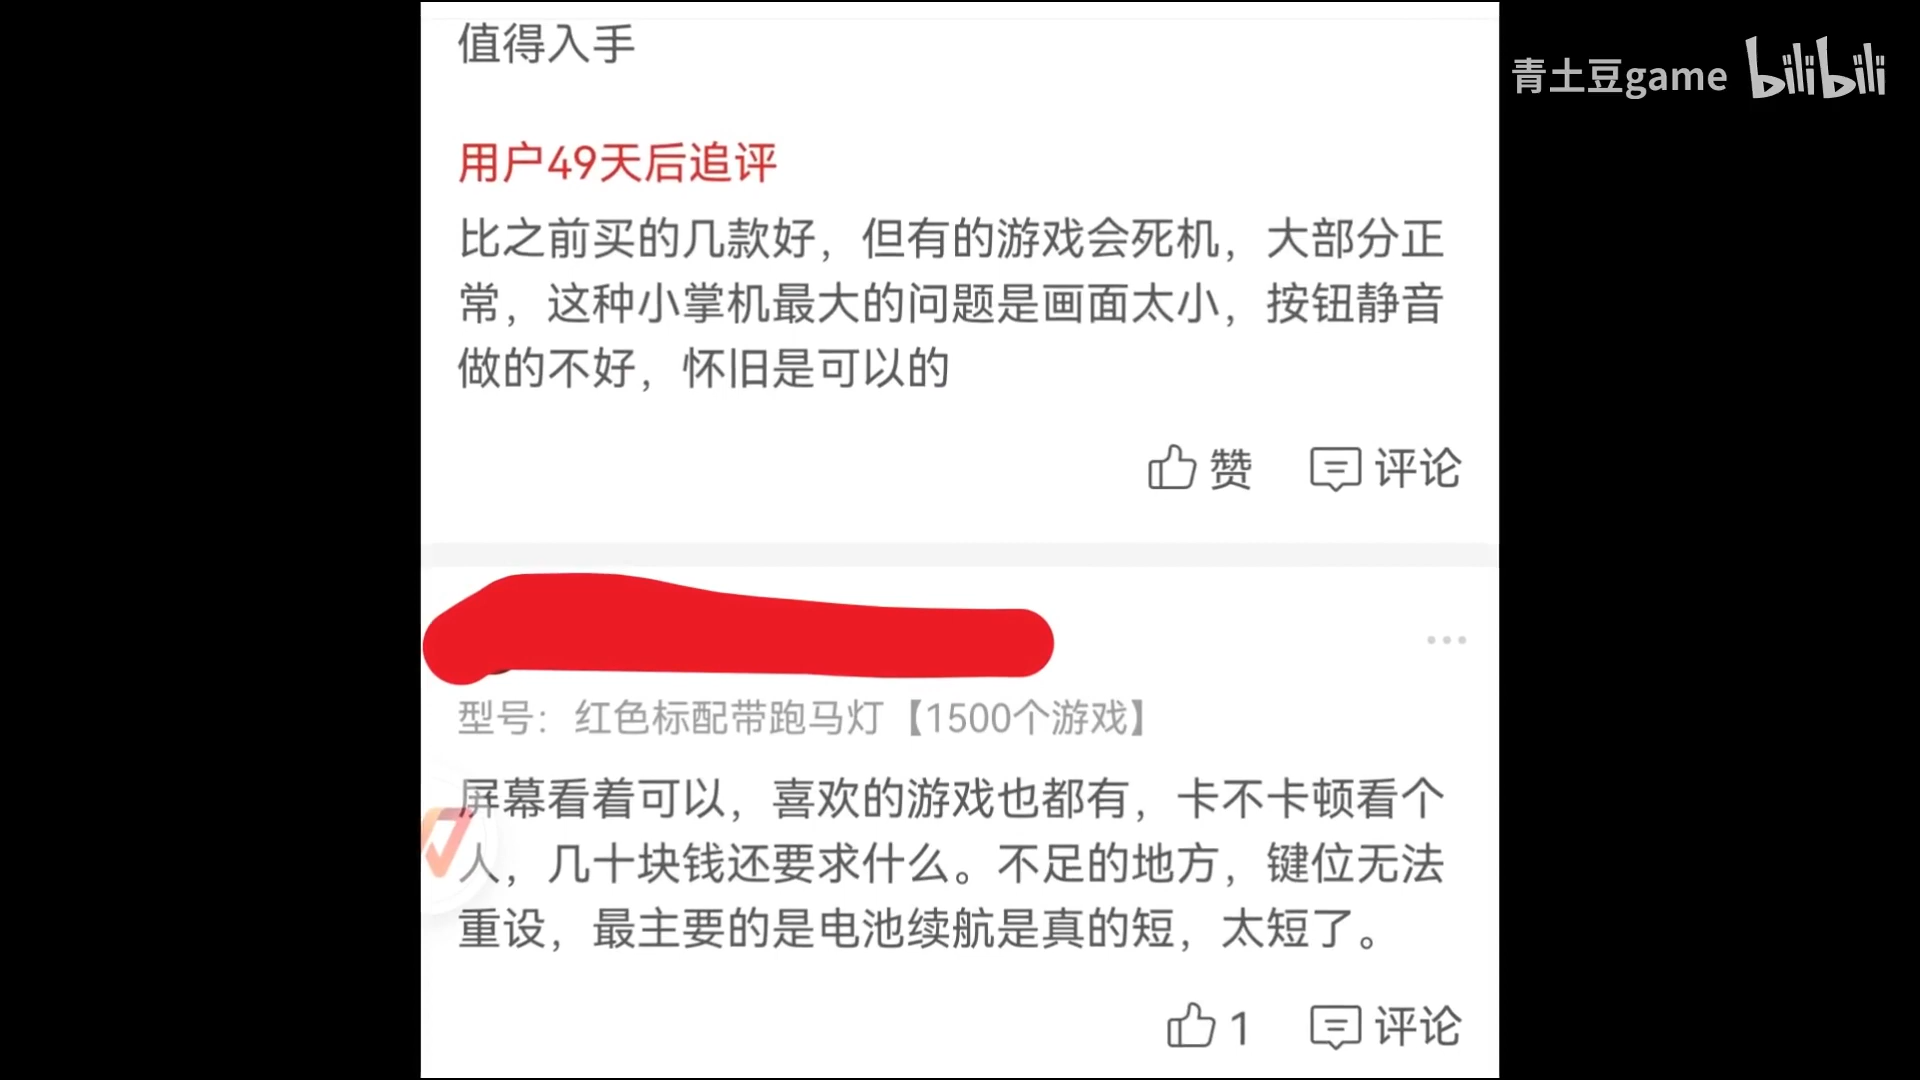 值得入手
青土豆game bilibili
用户49天后追评
比之前买的几款好，但有的游戏会死机，大部分正
常，这种小掌机最大的问题是画面太小，按钮静音
做的不好，怀旧是可以的
赞 评论
型号：红色标配带跑马灯【1500个游戏】
屏幕看着可以，喜欢的游戏也都有，卡不卡顿看个
人，几十块钱还要求什么。不足的地方，键位无法
重设，最主要的是电池续航是真的短，太短了。
1 评论